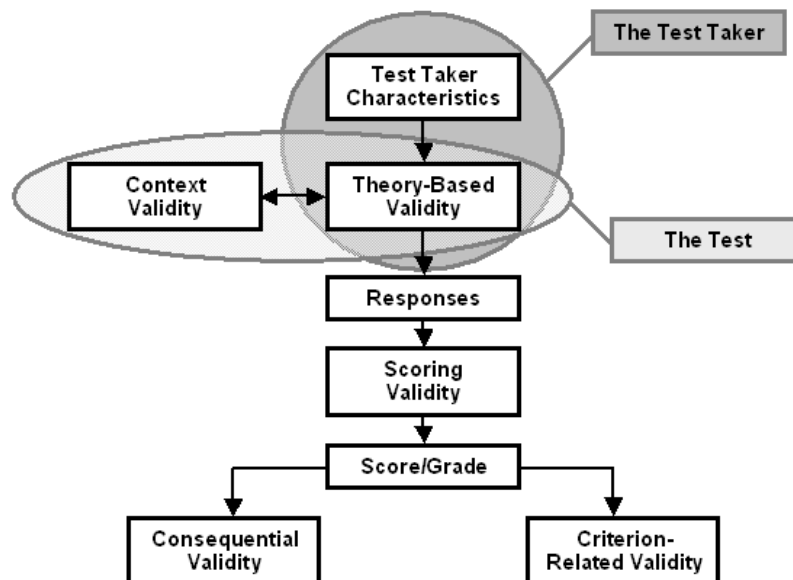 The Test Taker
Test Taker
Characteristics
Context
Validity
Theory-Based
Validity
The Test
Responses
Scoring
Validity
Score/Grade
Consequential
Validity
Criterion-
Related Validity